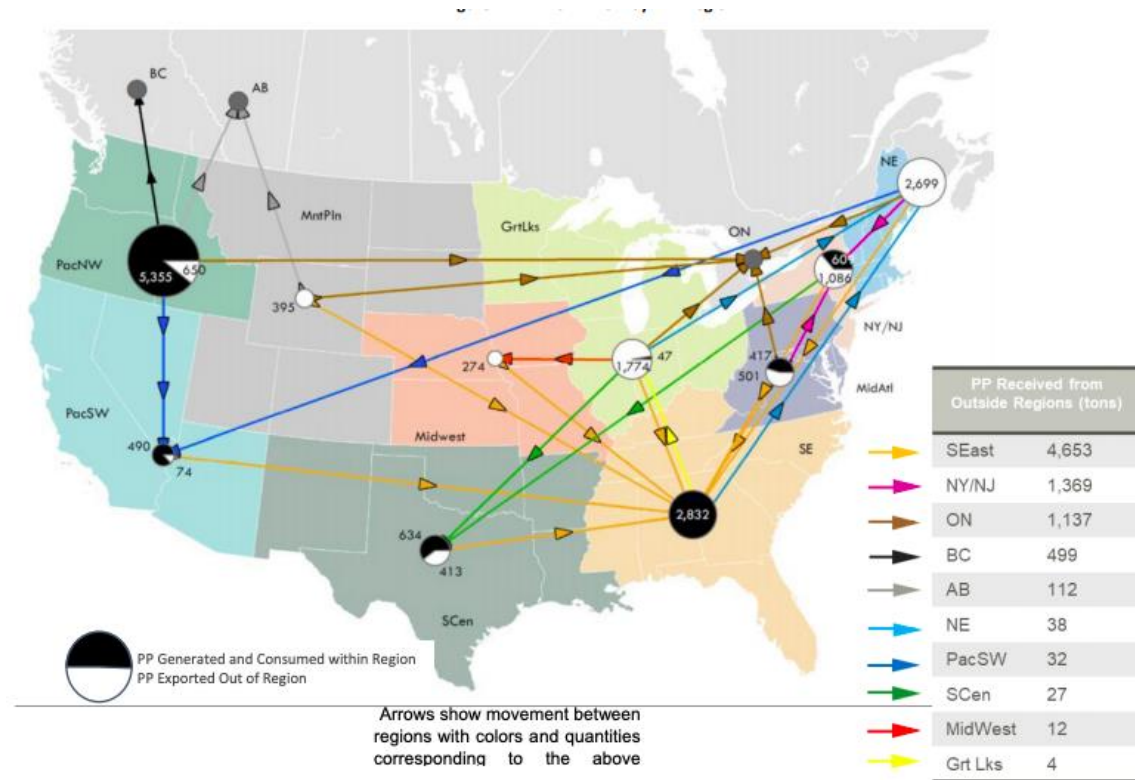 BC
AB
NE
2,699
MntPln
GrtLks
ON
PacNW
5,355
650
60
1,086
395
NY/NJ
274
1,774
47
417
501
MidAtl
PacSW
Midwest
SE
490
74
2,832
634
413
SCen
PP Generated and Consumed within Region
PP Exported Out of Region
Arrows show movement between
regions with colors and quantities
corresponding to the above
PP Received from
Outside Regions (tons)
SEast 4,653
NY/NJ 1,369
ON 1,137
BC 499
AB 112
NE 38
PacSW 32
SCen 27
MidWest 12
Grt Lks 4